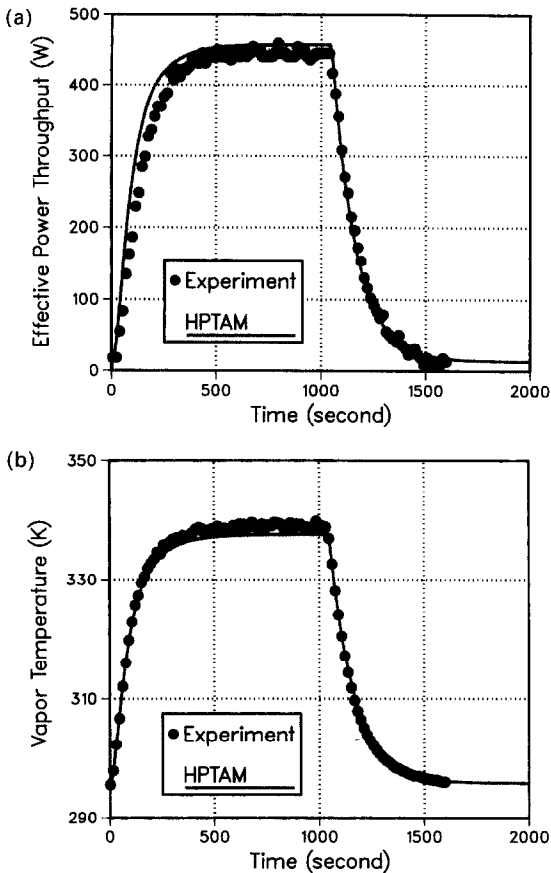 (a)
Effective Power Throughput (W)
500
400
300
200
100
0
Experiment
HPTAM
0 500 1000 1500 2000
Time (second)
(b)
Vapor Temperature (K)
350
330
310
290
Experiment
HPTAM
0 500 1000 1500 2000
Time (second)